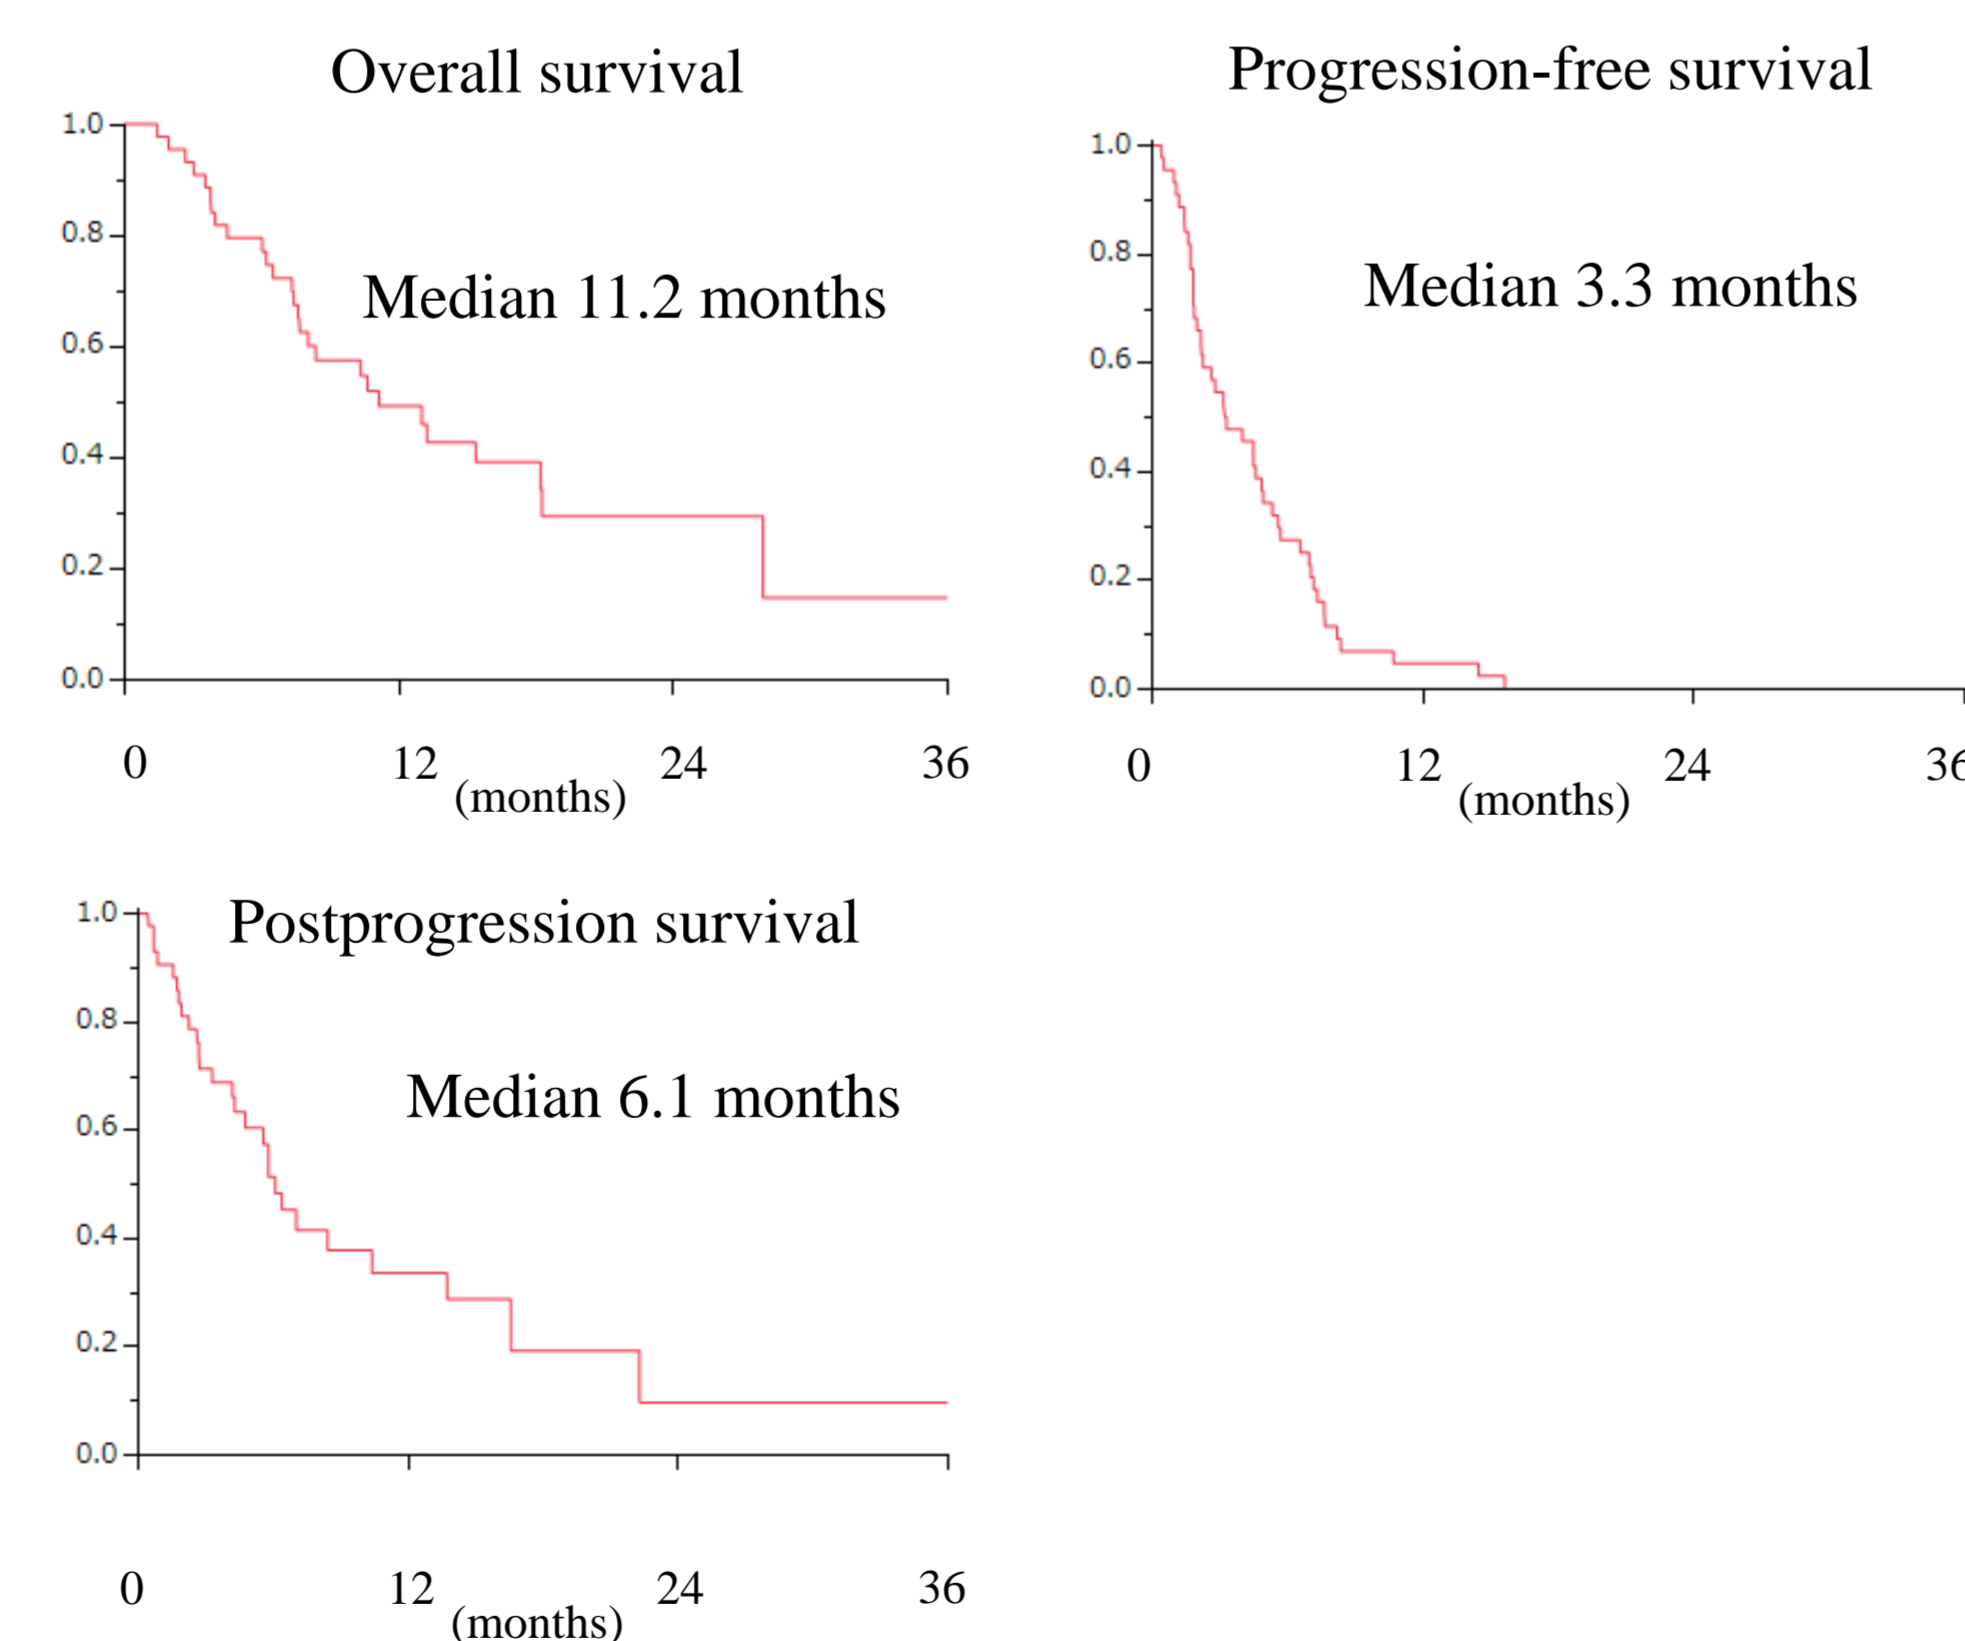 Overall survival
1.0
0.8
0.6
0.4
0.2
0.0
Median 11.2 months
0 12 24 36
(months)
Progression-free survival
1.0
0.8
0.6
0.4
0.2
0.0
Median 3.3 months
0 12 24 36
(months)
Postprogression survival
1.0
0.8
0.6
0.4
0.2
0.0
Median 6.1 months
0 12 24 36
(months)